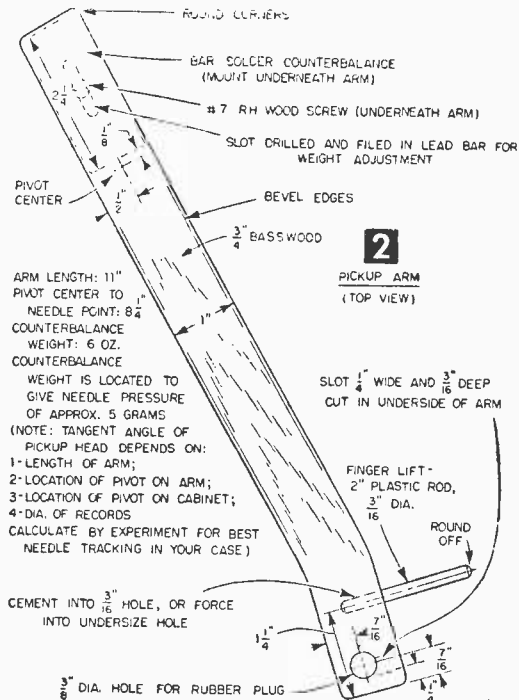 ROUND CORNERS
BAR SOLDER COUNTERBALANCE
(MOUNT UNDERNEATH ARM)
2 1/4"
# 7 RH WOOD SCREW (UNDERNEATH ARM)
1/8"
SLOT DRILLED AND FILED IN LEAD BAR FOR
WEIGHT ADJUSTMENT
PIVOT
CENTER
1/2"
BEVEL EDGES
3/4" BASSWOOD
2
PICKUP ARM
(TOP VIEW)
ARM LENGTH: 11"
PIVOT CENTER TO
NEEDLE POINT: 8 1/4"
COUNTERBALANCE
WEIGHT: 6 OZ.
COUNTERBALANCE
WEIGHT IS LOCATED TO
GIVE NEEDLE PRESSURE
OF APPROX. 5 GRAMS
(NOTE: TANGENT ANGLE OF
PICKUP HEAD DEPENDS ON:
1-LENGTH OF ARM;
2-LOCATION OF PIVOT ON ARM;
3-LOCATION OF PIVOT ON CABINET;
4-DIA. OF RECORDS
CALCULATE BY EXPERIMENT FOR BEST
NEEDLE TRACKING IN YOUR CASE)
1"
SLOT 1/4" WIDE AND 3/16" DEEP
CUT IN UNDERSIDE OF ARM
FINGER LIFT-
2" PLASTIC ROD,
3/16" DIA.
ROUND
OFF
CEMENT INTO 3/16" HOLE, OR FORCE
INTO UNDERSIZE HOLE
1 1/4"
7/16"
7/16"
1/4"
3/8" DIA. HOLE FOR RUBBER PLUG